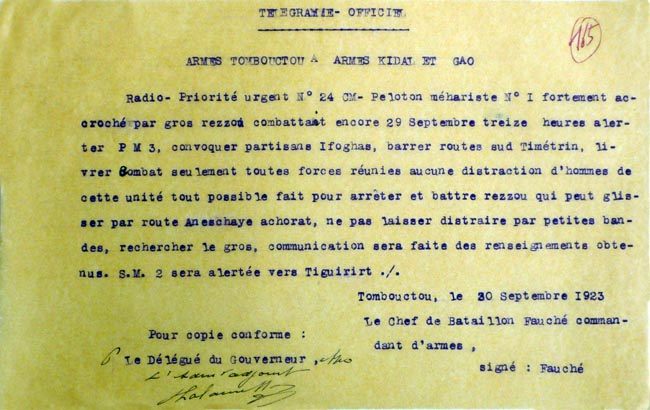 TELEGRAMME- OFFICIEL
165
ARMES TOMBOUCTOU A ARMES KIDAL ET GAO
Radio- Priorité urgent N° 24 CM- Peloton méhariste N° I fortement ac-
croché par gros rezzou combattant encore 29 Septembre treize heures aler-
ter P M 3, convoquer partisans Ifoghas, barrer routes sud Timétrin, li-
vrer combat seulement toutes forces réunies aucune distraction d'hommes de
cette unité tout possible fait pour arrêter et battre rezzou qui peut glis-
ser par route Aneschaye achorat, ne pas laisser distraire par petites ban-
des, rechercher le gros, communication sera faite des renseignements obte-
nus. S.M. 2 sera alertée vers Tiguirirt ./.
Tombouctou, le 30 Septembre 1923
Le Chef de Bataillon Fauché comman-
dant d'armes,
signé : Fauché
Pour copie conforme :
Le Délégué du Gouverneur,
L'adm adjoint